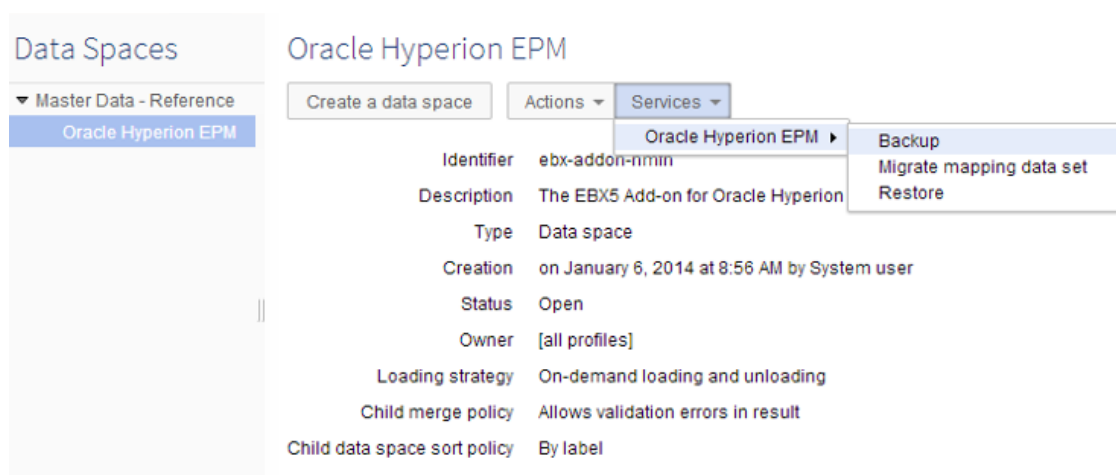 Data Spaces
Master Data - Reference
Oracle Hyperion EPM
Oracle Hyperion EPM
Create a data space
Actions
Services
Oracle Hyperion EPM
Backup
Migrate mapping data set
Restore
Identifier ebx-addon-hmin
Description The EBX5 Add-on for Oracle Hyperion
Type Data space
Creation on January 6, 2014 at 8:56 AM by System user
Status Open
Owner [all profiles]
Loading strategy On-demand loading and unloading
Child merge policy Allows validation errors in result
Child data space sort policy By label